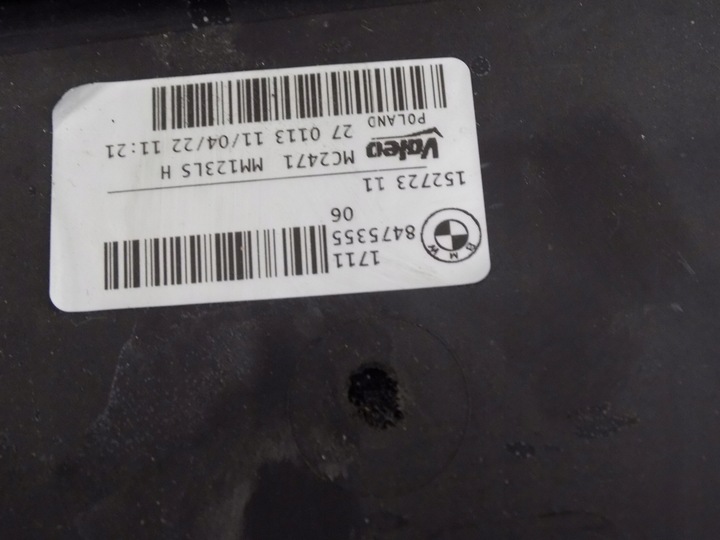 BMW
1711
8475355
06
152723 11
MC2471 MM123LS H
Valeo 27 0113 11/04/22 11:21
POLAND